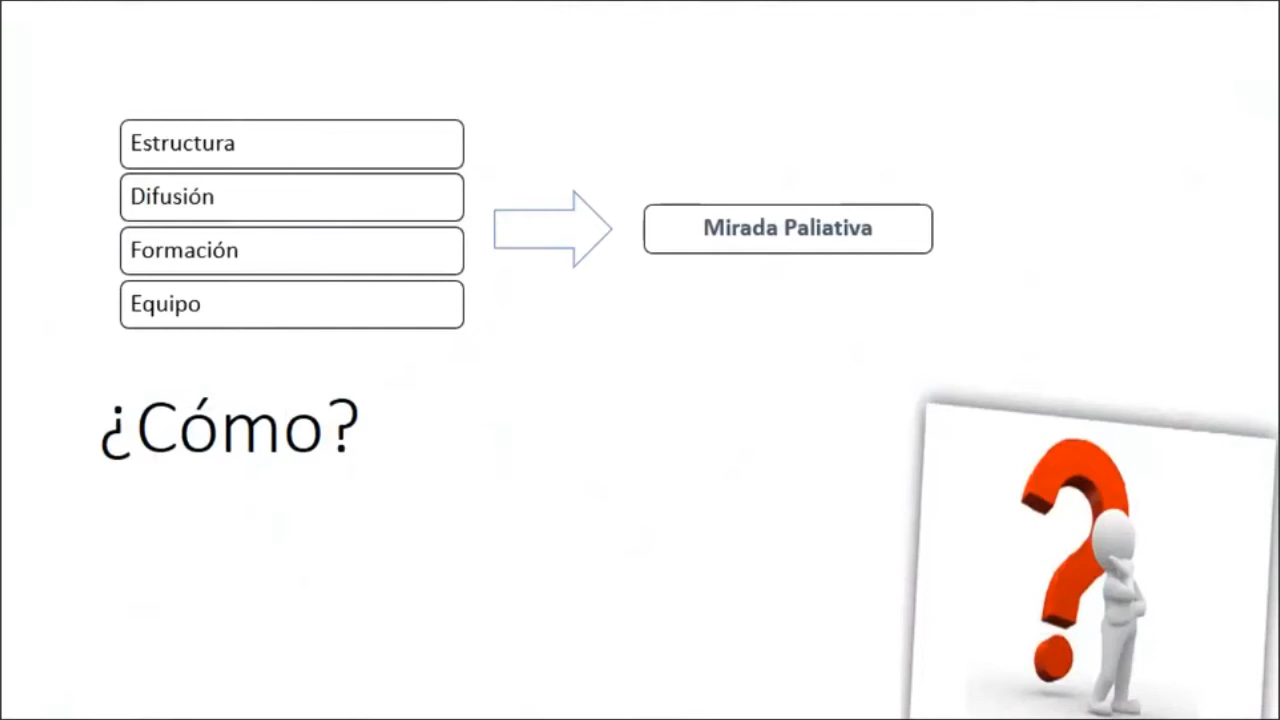 Estructura
Difusión
Formación
Equipo
Mirada Paliativa
¿Cómo?